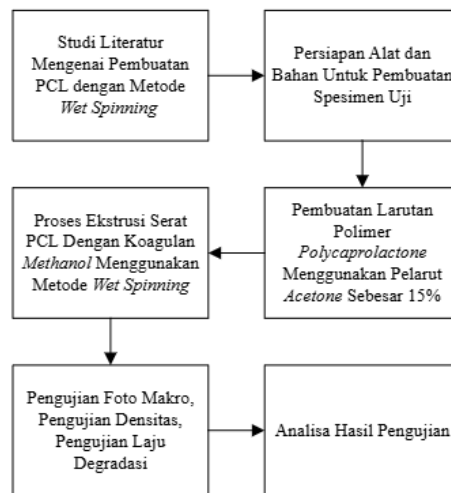 Studi Literatur
Mengenai Pembuatan
PCL dengan Metode
Wet Spinning
Persiapan Alat dan
Bahan Untuk Pembuatan
Spesimen Uji
Pembuatan Larutan
Polimer
Polycaprolactone
Menggunakan Pelarut
Acetone Sebesar 15%
Proses Ekstrusi Serat
PCL Dengan Koagulan
Methanol Menggunakan
Metode Wet Spinning
Pengujian Foto Makro,
Pengujian Densitas,
Pengujian Laju
Degradasi
Analisa Hasil Pengujian